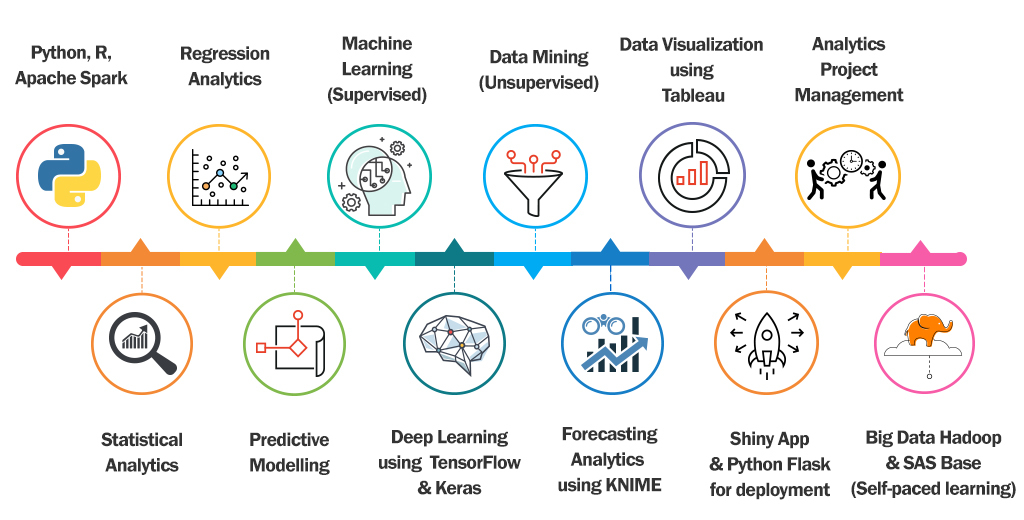 Python, R,
Apache Spark
Regression
Analytics
Machine
Learning
(Supervised)
Data Mining
(Unsupervised)
Data Visualization
using
Tableau
Analytics
Project
Management
Statistical
Analytics
Predictive
Modelling
Deep Learning
using TensorFlow
& Keras
Forecasting
Analytics
using KNIME
Shiny App
& Python Flask
for deployment
Big Data Hadoop
& SAS Base
(Self-paced learning)